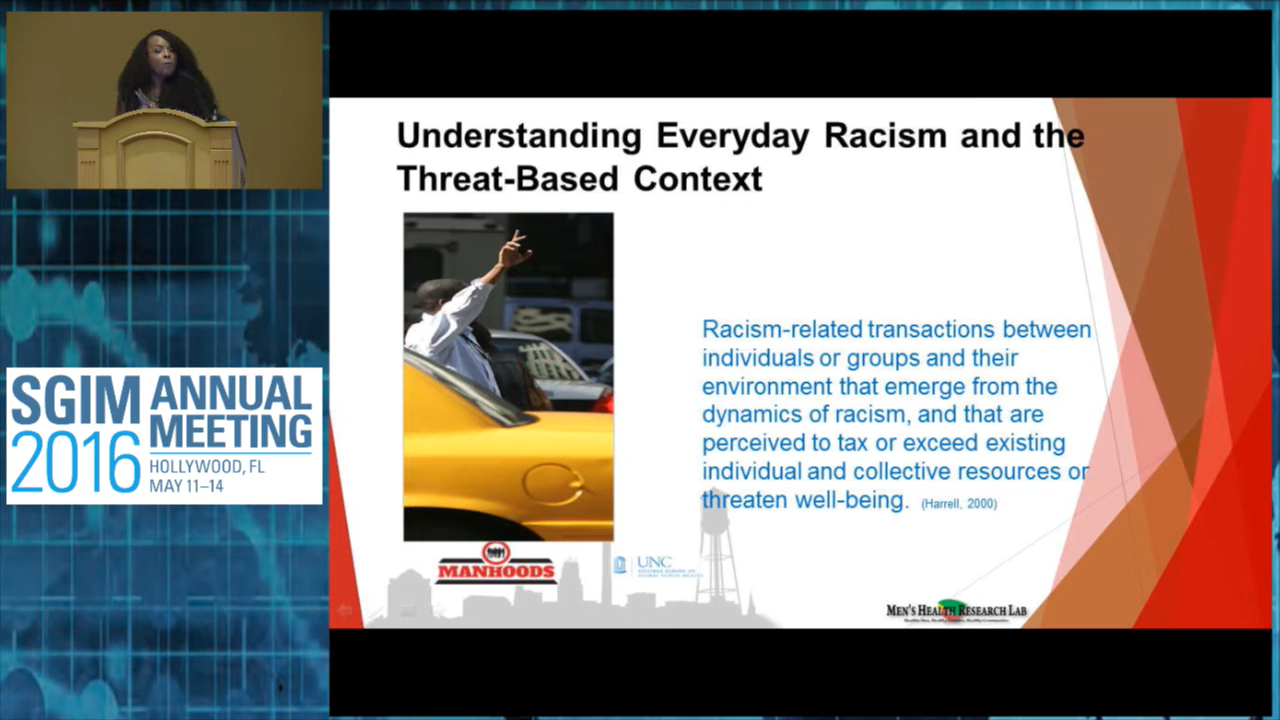 Understanding Everyday Racism and the
Threat-Based Context
Racism-related transactions between
individuals or groups and their
environment that emerge from the
dynamics of racism, and that are
perceived to tax or exceed existing
individual and collective resources or
threaten well-being. (Harrell, 2000)
SGIM ANNUAL
2016 MEETING
HOLLYWOOD, FL
MAY 11–14
MANHOODS
UNC
MEN'S HEALTH RESEARCH LAB